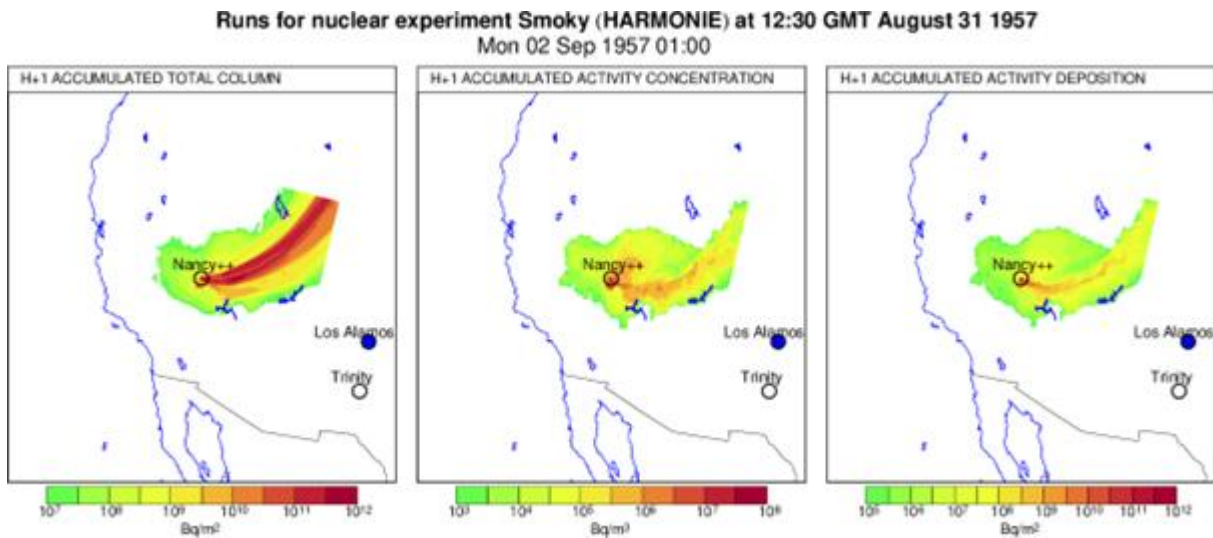 Runs for nuclear experiment Smoky (HARMONIE) at 12:30 GMT August 31 1957
Mon 02 Sep 1957 01:00
H+1 ACCUMULATED TOTAL COLUMN
Nancy++
Los Alamos
Trinity
10⁷ 10⁸ 10⁹ 10¹⁰ 10¹¹ 10¹²
Bq/m²
H+1 ACCUMULATED ACTIVITY CONCENTRATION
Nancy++
Los Alamos
Trinity
10³ 10⁴ 10⁵ 10⁶ 10⁷ 10⁸
Bq/m³
H+1 ACCUMULATED ACTIVITY DEPOSITION
Nancy++
Los Alamos
Trinity
10⁵ 10⁶ 10⁷ 10⁸ 10⁹ 10¹⁰ 10¹¹ 10¹²
Bq/m²